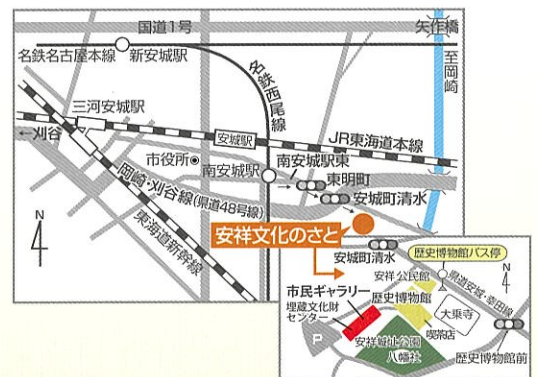 国道1号
矢作橋
名鉄名古屋本線
新安城駅
名鉄西尾線
至岡崎
三河安城駅
←刈谷
安城駅
JR東海道本線
市役所
南安城駅
南安城駅東
東明町
安城町清水
岡崎・刈谷線(県道48号線)
東海道新幹線
N
安祥文化のさと
安城町清水
歴史博物館バス停
安祥公民館
県道安城・幸田線
N
市民ギャラリー
歴史博物館
埋蔵文化財
センター
大乗寺
喫茶店
P
安祥城址公園
八幡社
歴史博物館前